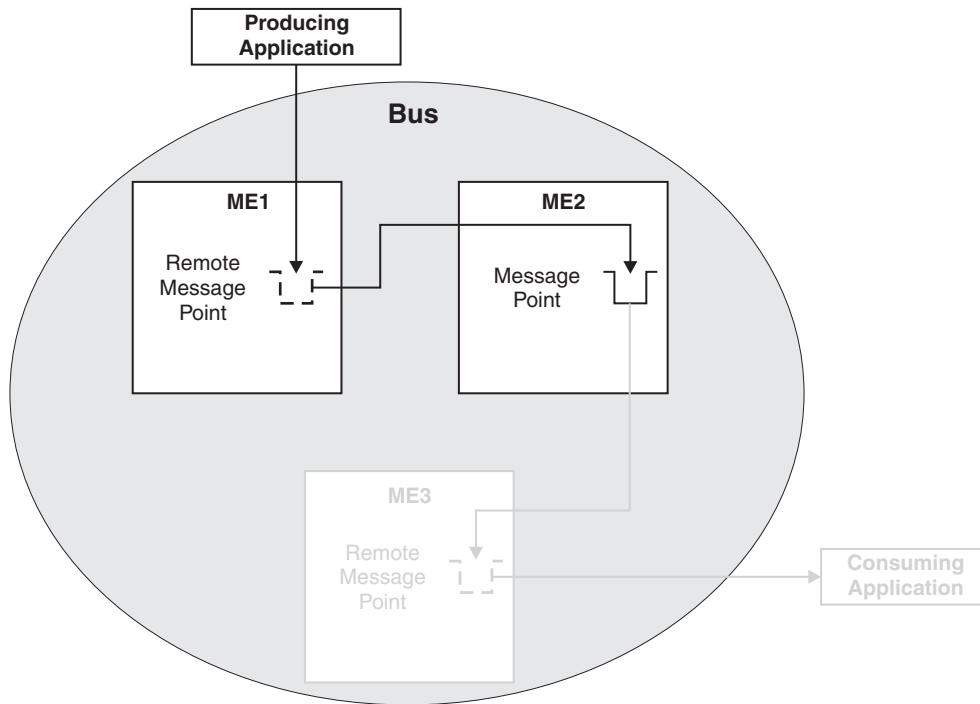 Producing
Application
Bus
ME1
ME2
Remote
Message
Point
Message
Point
ME3
Remote
Message
Point
Consuming
Application